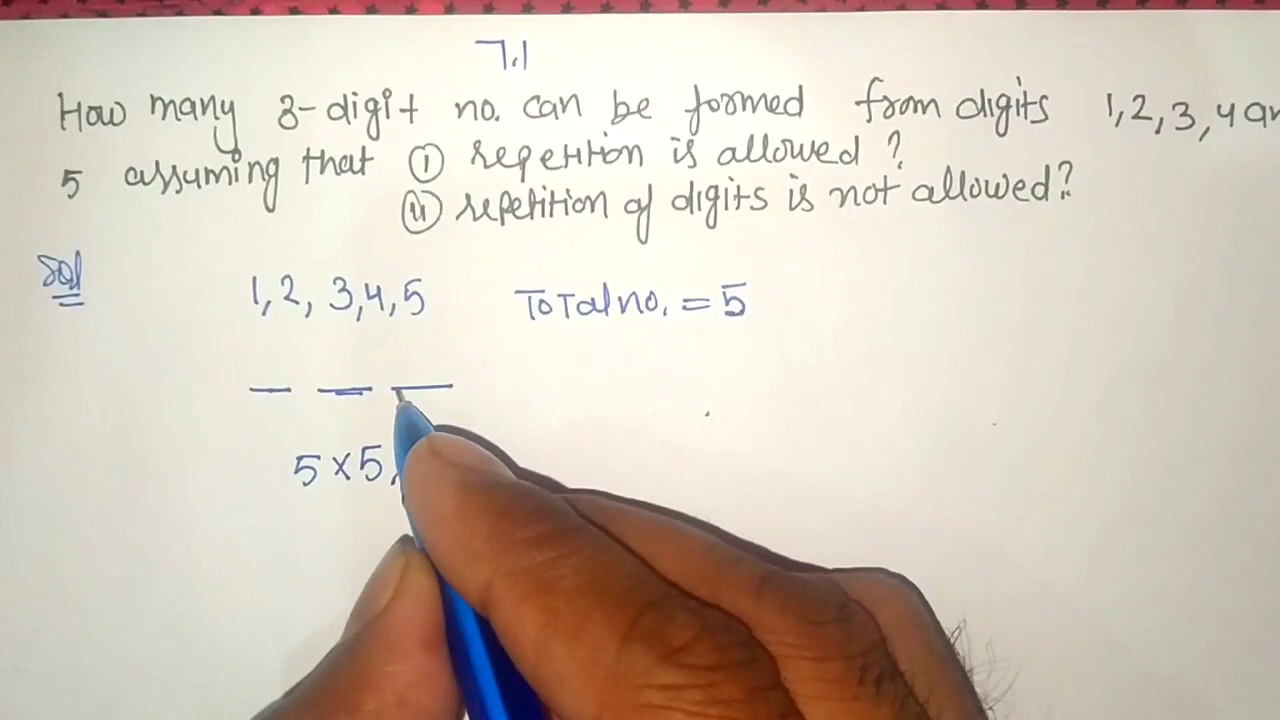 7.1
How many 3-digit no. can be formed from digits 1, 2, 3, 4 an
5 assuming that (i) repetition is allowed?
(ii) repetition of digits is not allowed?
Sol
1, 2, 3, 4, 5 Total no. = 5
5 × 5